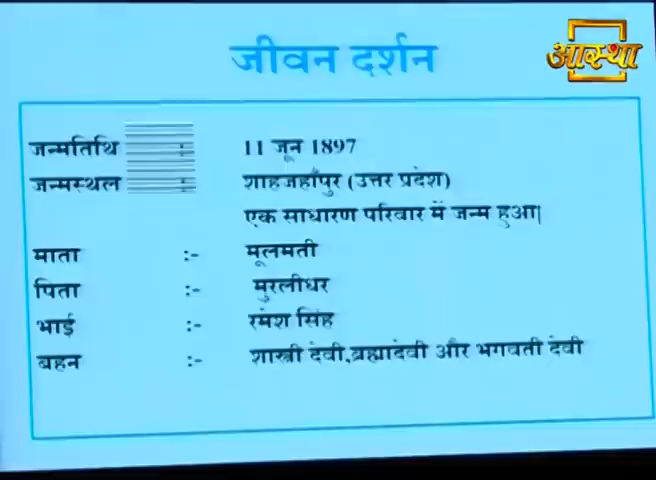 जीवन दर्शन
आस्था
जन्मतिथि : 11 जून 1897
जन्मस्थल : शाहजहाँपुर (उत्तर प्रदेश)
एक साधारण परिवार में जन्म हुआ|
माता :- मूलमती
पिता :- मुरलीधर
भाई :- रमेश सिंह
बहन :- शास्त्री देवी,ब्रह्मादेवी और भगवती देवी